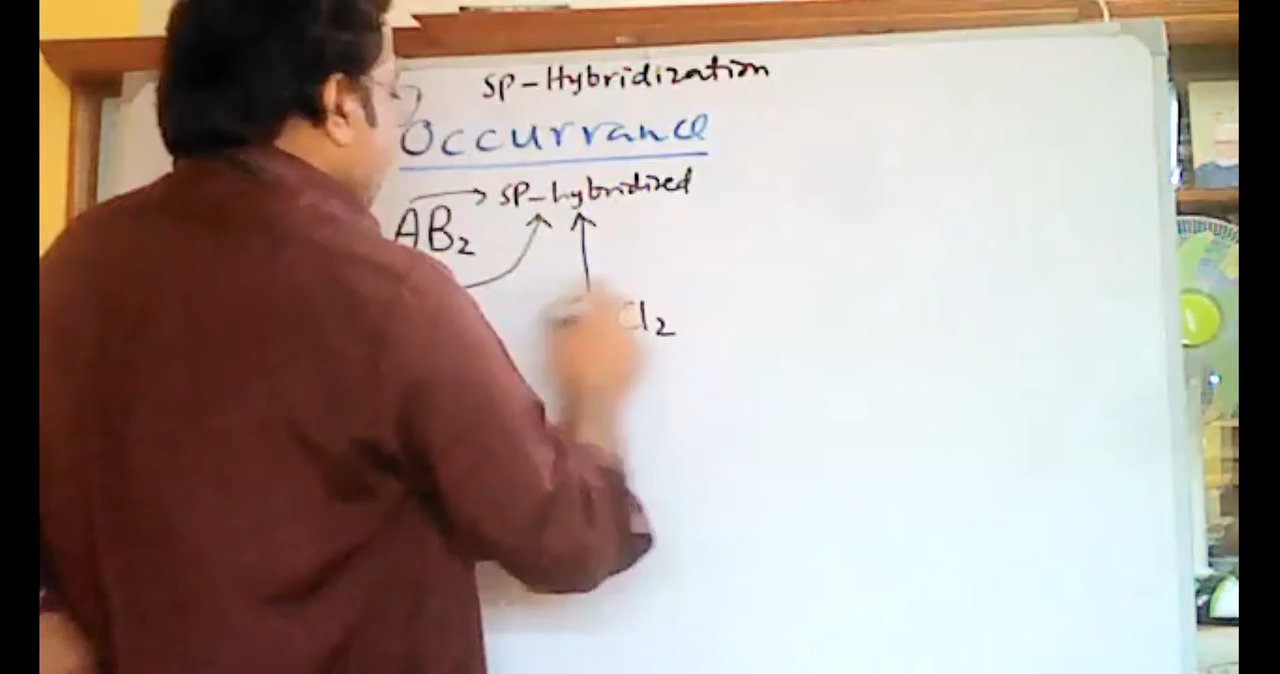 SP-Hybridization
Occurrance
AB₂ → SP-hybridized
Cl₂